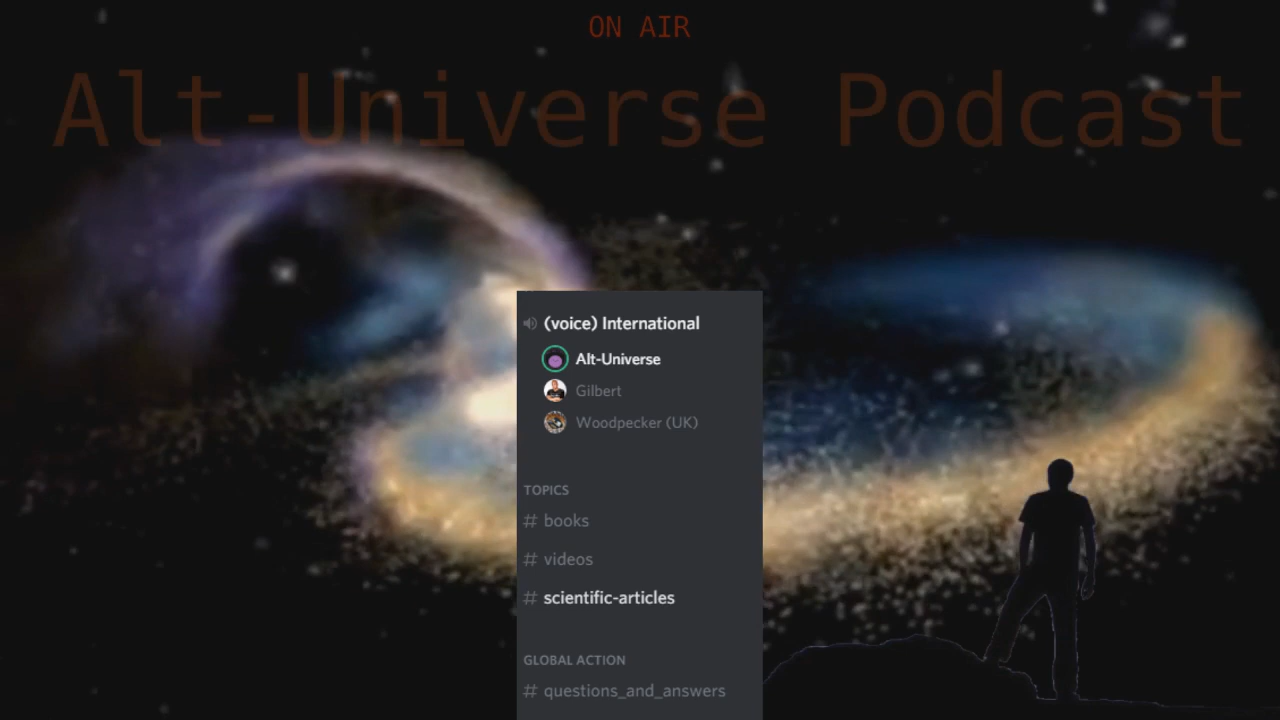 ON AIR
Alt-Universe Podcast
(voice) International
Alt-Universe
Gilbert
Woodpecker (UK)
TOPICS
# books
# videos
# scientific-articles
GLOBAL ACTION
# questions_and_answers